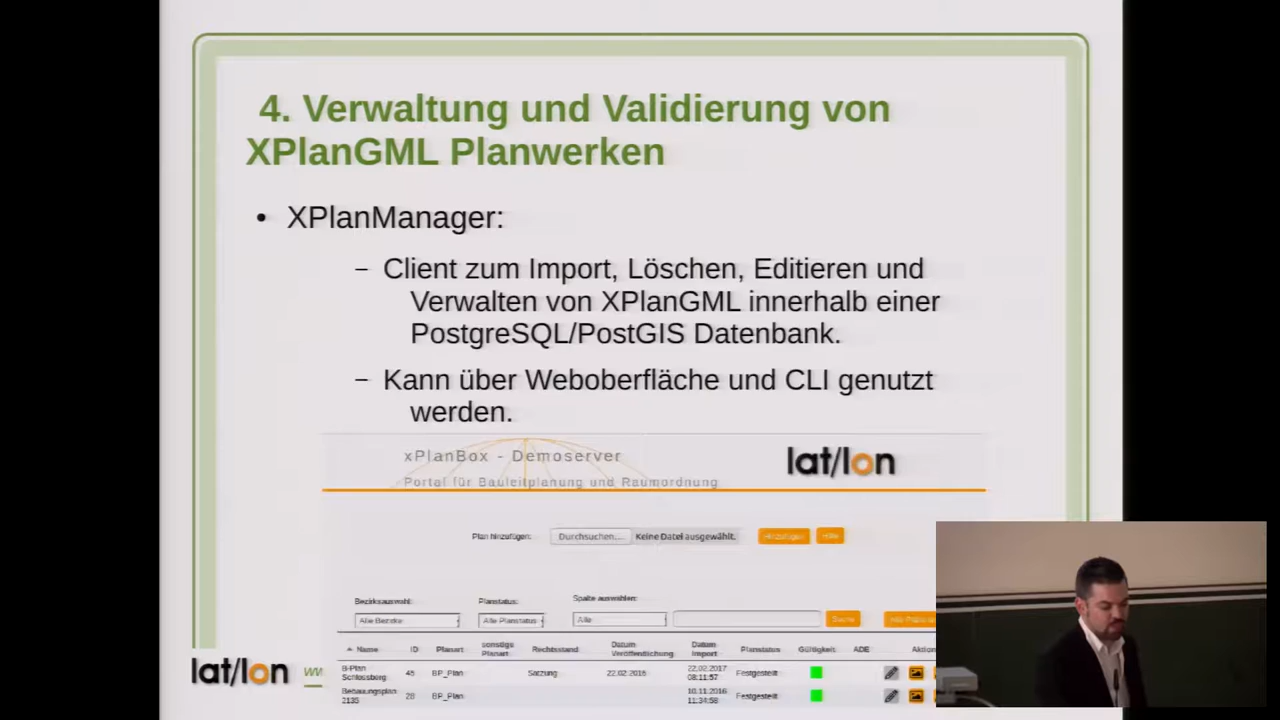 4. Verwaltung und Validierung von
XPlanGML Planwerken
• XPlanManager:
– Client zum Import, Löschen, Editieren und
Verwalten von XPlanGML innerhalb einer
PostgreSQL/PostGIS Datenbank.
– Kann über Weboberfläche und CLI genutzt
werden.
xPlanBox - Demoserver
lat/lon
Portal für Bauleitplanung und Raumordnung
Plan hinzufügen: Durchsuchen... Keine Datei ausgewählt. Hinzufügen Hilfe
Bezirksauswahl: Planstatus: Spalte auswählen:
Alle Bezirke Alle Planstatus Alle Suche
Name ID Planart sonstige Planart Rechtsstand Datum Veröffentlichung Datum Import Planstatus Gültigkeit ADE Aktion
B-Plan Schlossberg 45 BP_Plan Satzung 22.02.2016 22.02.2017 08:11:57 Festgestellt
Bebauungsplan 2135 28 BP_Plan 10.11.2016 11:34:58 Festgestellt
lat/lon